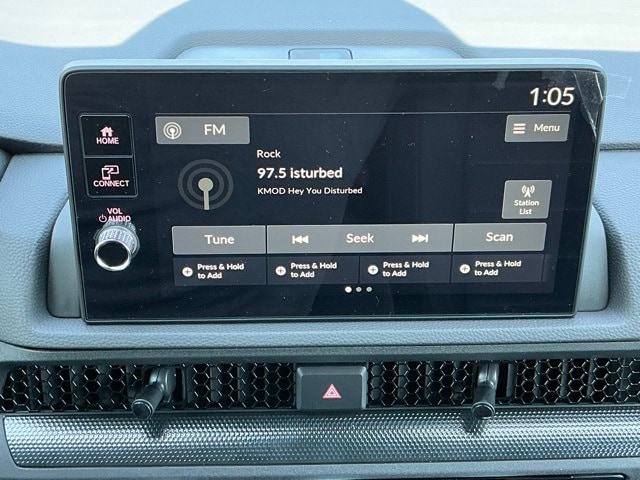 1:05
HOME
FM
Menu
Rock
97.5 isturbed
KMOD Hey You Disturbed
CONNECT
Station
List
VOL
AUDIO
Tune
Seek
Scan
Press & Hold
to Add
Press & Hold
to Add
Press & Hold
to Add
Press & Hold
to Add